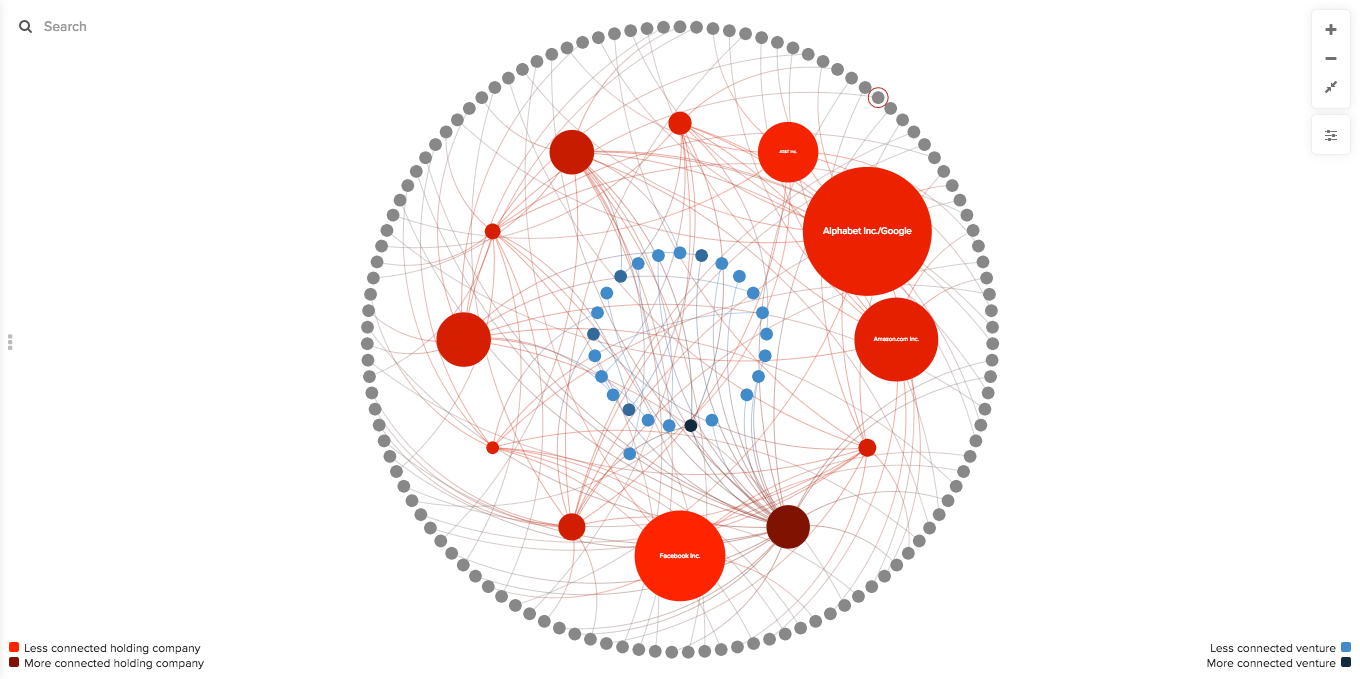 Search
AT&T Inc.
Alphabet Inc./Google
Amazon.com Inc.
Facebook Inc.
Less connected holding company
More connected holding company
Less connected venture
More connected venture